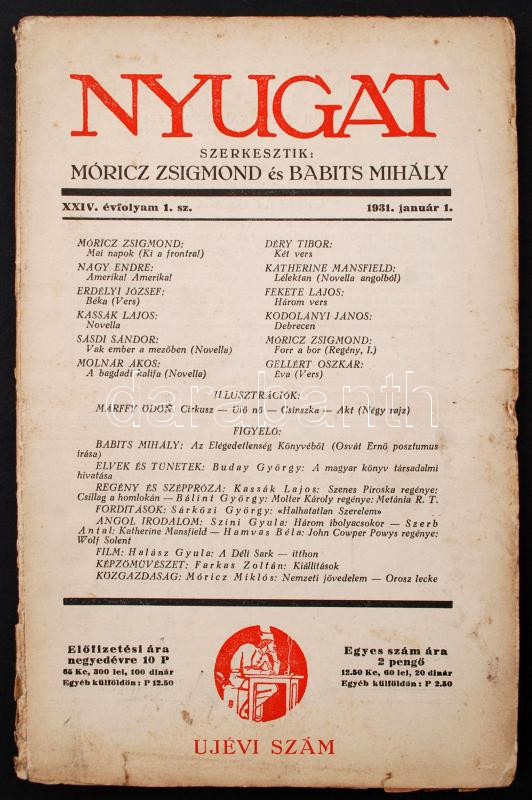 NYUGAT
SZERKESZTIK:
MÓRICZ ZSIGMOND és BABITS MIHÁLY
XXIV. évfolyam 1. sz.
1931. január 1.
MÓRICZ ZSIGMOND:
Mai napok (Ki a frontra!)
NAGY ENDRE:
Amerika! Amerika!
ERDÉLYI JÓZSEF:
Béka (Vers)
KASSÁK LAJOS:
Novella
SASDI SÁNDOR:
Vak ember a mezőben (Novella)
MOLNÁR ÁKOS:
A bagdadi kalifa (Novella)
DÉRY TIBOR:
Két vers
KATHERINE MANSFIELD:
Lélektan (Novella angolból)
FEKETE LAJOS:
Három vers
KODOLÁNYI JÁNOS:
Debrecen
MÓRICZ ZSIGMOND:
Forr a bor (Regény, I.)
GELLÉRT OSZKÁR:
Éva (Vers)
ILLUSZTRÁCIÓK:
MÁRFFY ÖDÖN: Cirkusz — Ülő nő — Csinszka — Akt (Négy rajz)
FIGYELŐ:
BABITS MIHÁLY: Az Elégedetlenség Könyvéből (Osvát Ernő posztumus
írása)
ELVEK ÉS TÜNETEK: Buday György: A magyar könyv társadalmi
hivatása
REGÉNY ÉS SZÉPPRÓZA: Kassák Lajos: Szenes Piroska regénye:
Csillag a homlokán — Bálint György: Molter Károly regénye: Metánia R. T.
FORDÍTÁSOK: Sárközi György: «Halhatatlan Szerelem»
ANGOL IRODALOM: Szini Gyula: Három ibolyacsokor — Szerb
Antal: Katherine Mansfield — Hamvas Béla: John Cowper Powys regénye:
Wolf Solent
FILM: Halász Gyula: A Déli Sark — itthon
KÉPZŐMŰVÉSZET: Farkas Zoltán: Kiállítások
KÖZGAZDASÁG: Móricz Miklós: Nemzeti jövedelem — Orosz lecke
Előfizetési ára
negyedévre 10 P
65 Kc, 300 lei, 100 dinár
Egyéb külföldön: P 12.50
Egyes szám ára
2 pengő
12.50 Kc, 60 lei, 20 dinár
Egyéb külföldön: P 2.50
UJÉVI SZÁM
darabanth